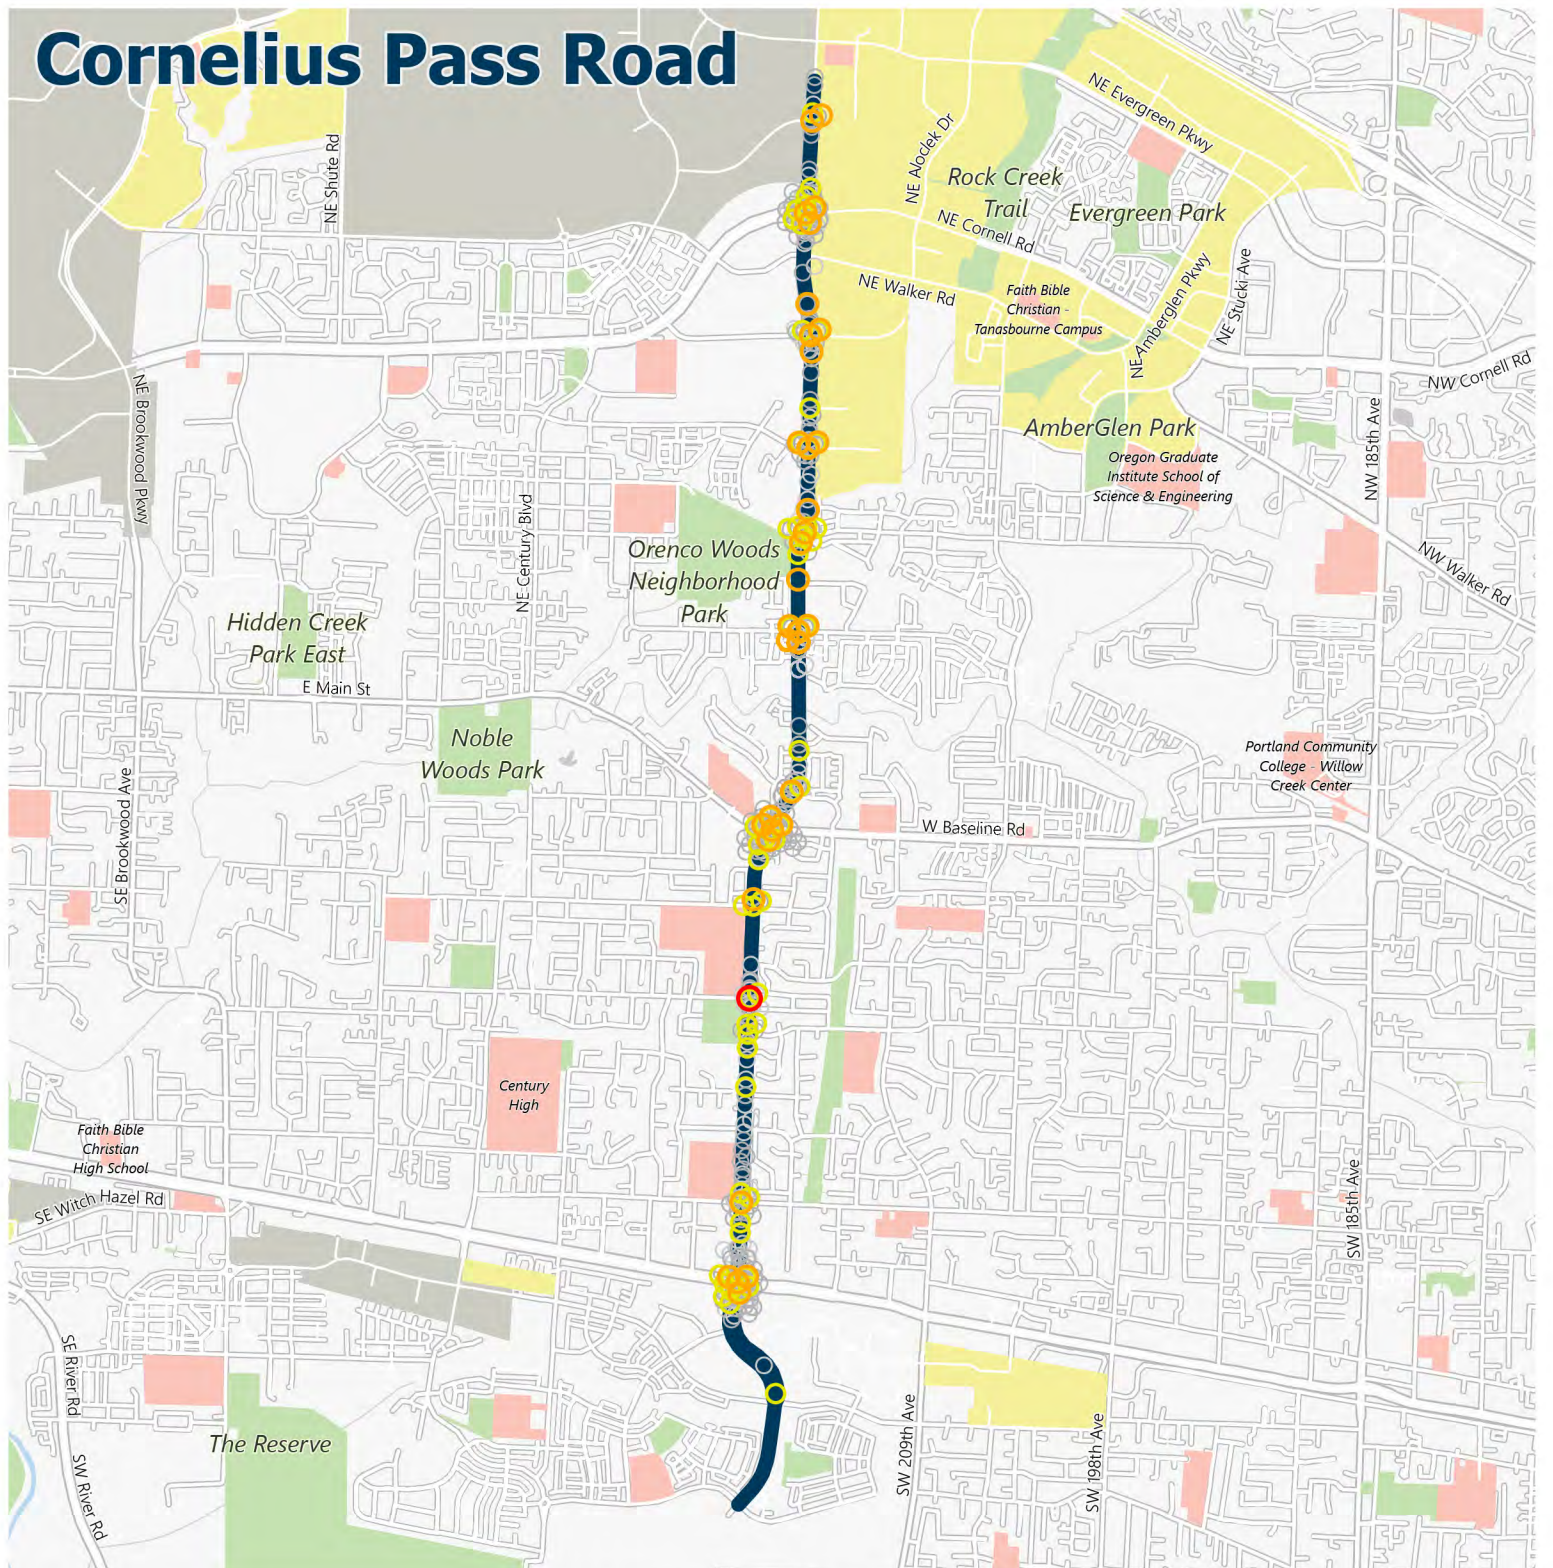 Cornelius Pass Road
NE Shute Rd
NE Aloclek Dr
NE Evergreen Pkwy
Rock Creek
Trail
Evergreen Park
NE Cornell Rd
NE Walker Rd
Faith Bible
Christian -
Tanasbourne Campus
NE Amberglen Pkwy
NE Stucki Ave
NW Cornell Rd
NE Brookwood Pkwy
AmberGlen Park
NW 185th Ave
Oregon Graduate
Institute School of
Science & Engineering
NE Century Blvd
Orenco Woods
Neighborhood
Park
NW Walker Rd
Hidden Creek
Park East
E Main St
Noble
Woods Park
Portland Community
College - Willow
Creek Center
SE Brookwood Ave
W Baseline Rd
Century
High
Faith Bible
Christian
High School
SE Witch Hazel Rd
SW 185th Ave
SE River Rd
The Reserve
SW 209th Ave
SW 198th Ave
SW River Rd